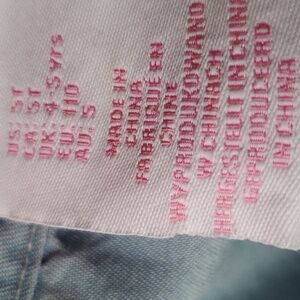 US: 5T
CA: 5T
UK: 4-5 yrs
EU: 110
AU: 5
MADE IN
CHINA
FABRIQUÉ EN
CHINE
WYPRODUKOWANO
W CHINACH
HERGESTELLT IN CHINA
GEPRODUCEERD
IN CHINA